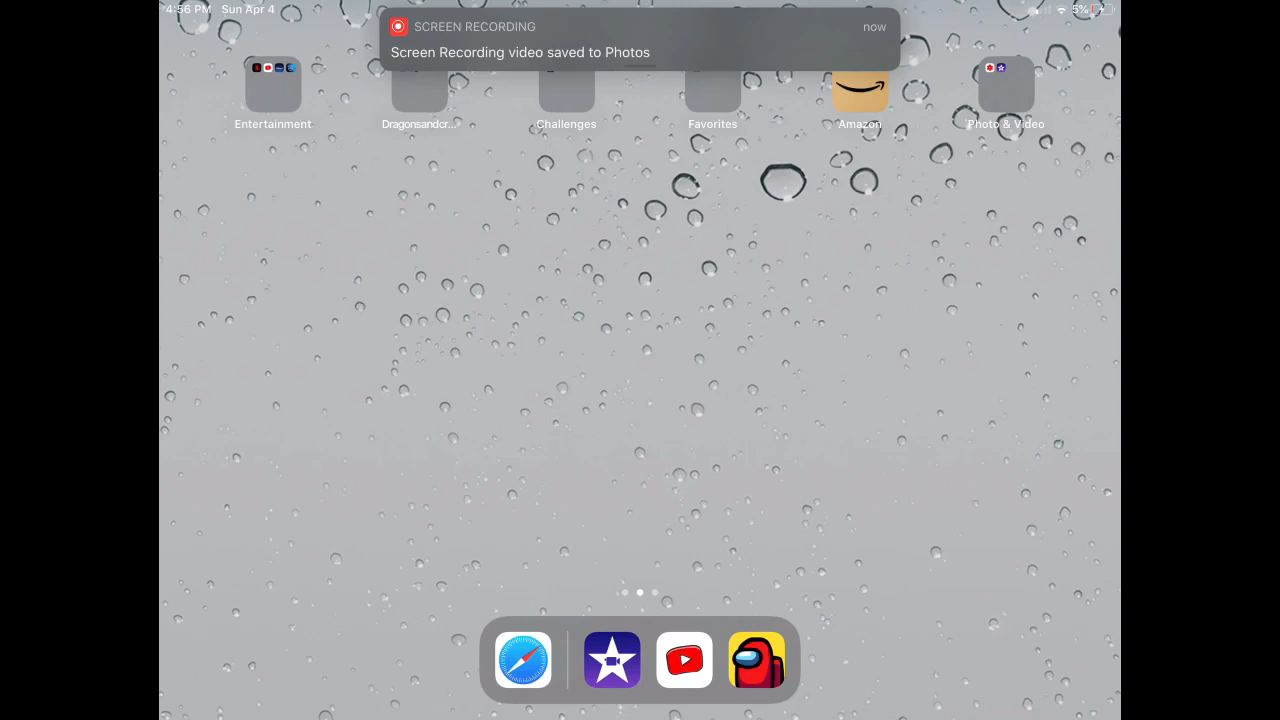 4:56 PM Sun Apr 4
5%
SCREEN RECORDING now
Screen Recording video saved to Photos
Entertainment Dragonsandcr... Challenges Favorites Amazon Photo & Video